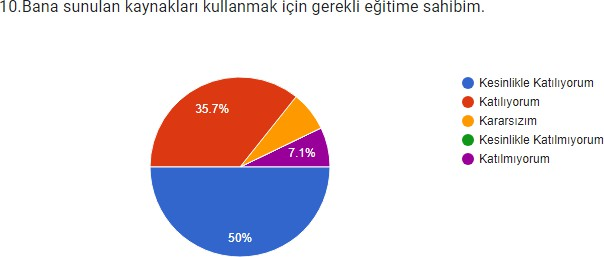 10.Bana sunulan kaynakları kullanmak için gerekli eğitime sahibim.
35.7%
7.1%
50%
Kesinlikle Katılıyorum
Katılıyorum
Kararsızım
Kesinlikle Katılmıyorum
Katılmıyorum